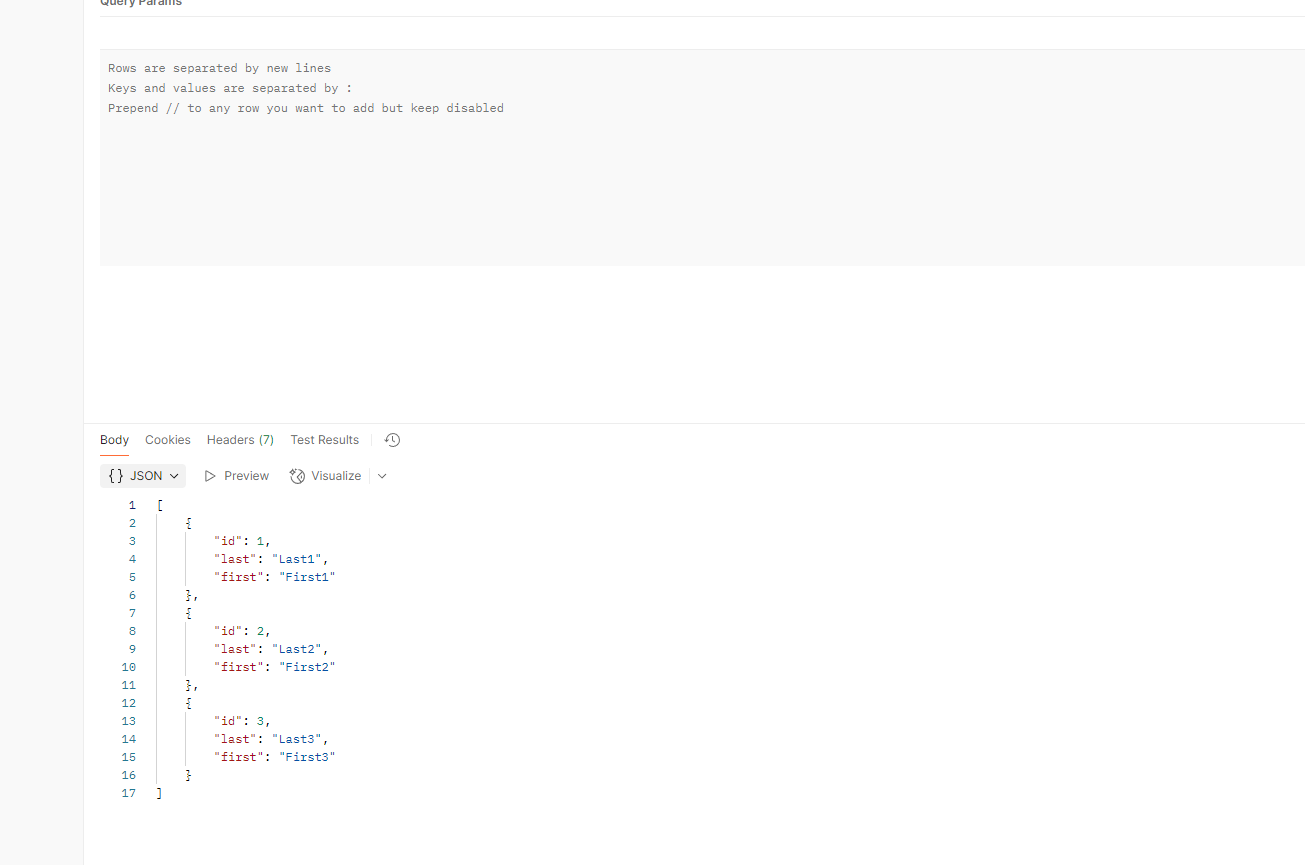 Query Params
Rows are separated by new lines
Keys and values are separated by :
Prepend // to any row you want to add but keep disabled
Body Cookies Headers (7) Test Results
{} JSON Preview Visualize
1 [
2 {
3 "id": 1,
4 "last": "Last1",
5 "first": "First1"
6 },
7 {
8 "id": 2,
9 "last": "Last2",
10 "first": "First2"
11 },
12 {
13 "id": 3,
14 "last": "Last3",
15 "first": "First3"
16 }
17 ]